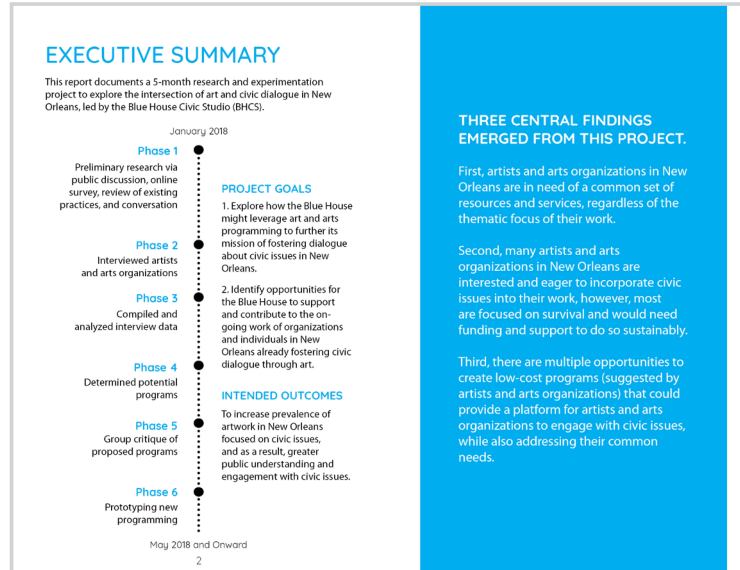 EXECUTIVE SUMMARY
This report documents a 5-month research and experimentation
project to explore the intersection of art and civic dialogue in New
Orleans, led by the Blue House Civic Studio (BHCS).
January 2018
Phase 1
Preliminary research via
public discussion, online
survey, review of existing
practices, and conversation
Phase 2
Interviewed artists
and arts organizations
Phase 3
Compiled and
analyzed interview data
Phase 4
Determined potential
programs
Phase 5
Group critique of
proposed programs
Phase 6
Prototyping new
programming
May 2018 and Onward
PROJECT GOALS
1. Explore how the Blue House
might leverage art and arts
programming to further its
mission of fostering dialogue
about civic issues in New
Orleans.
2. Identify opportunities for
the Blue House to support
and contribute to the on-
going work of organizations
and individuals in New
Orleans already fostering civic
dialogue through art.
INTENDED OUTCOMES
To increase prevalence of
artwork in New Orleans
focused on civic issues,
and as a result, greater
public understanding and
engagement with civic issues.
2
THREE CENTRAL FINDINGS
EMERGED FROM THIS PROJECT.
First, artists and arts organizations in New
Orleans are in need of a common set of
resources and services, regardless of the
thematic focus of their work.
Second, many artists and arts
organizations in New Orleans are
interested and eager to incorporate civic
issues into their work, however, most
are focused on survival and would need
funding and support to do so sustainably.
Third, there are multiple opportunities to
create low-cost programs (suggested by
artists and arts organizations) that could
provide a platform for artists and arts
organizations to engage with civic issues,
while also addressing their common
needs.